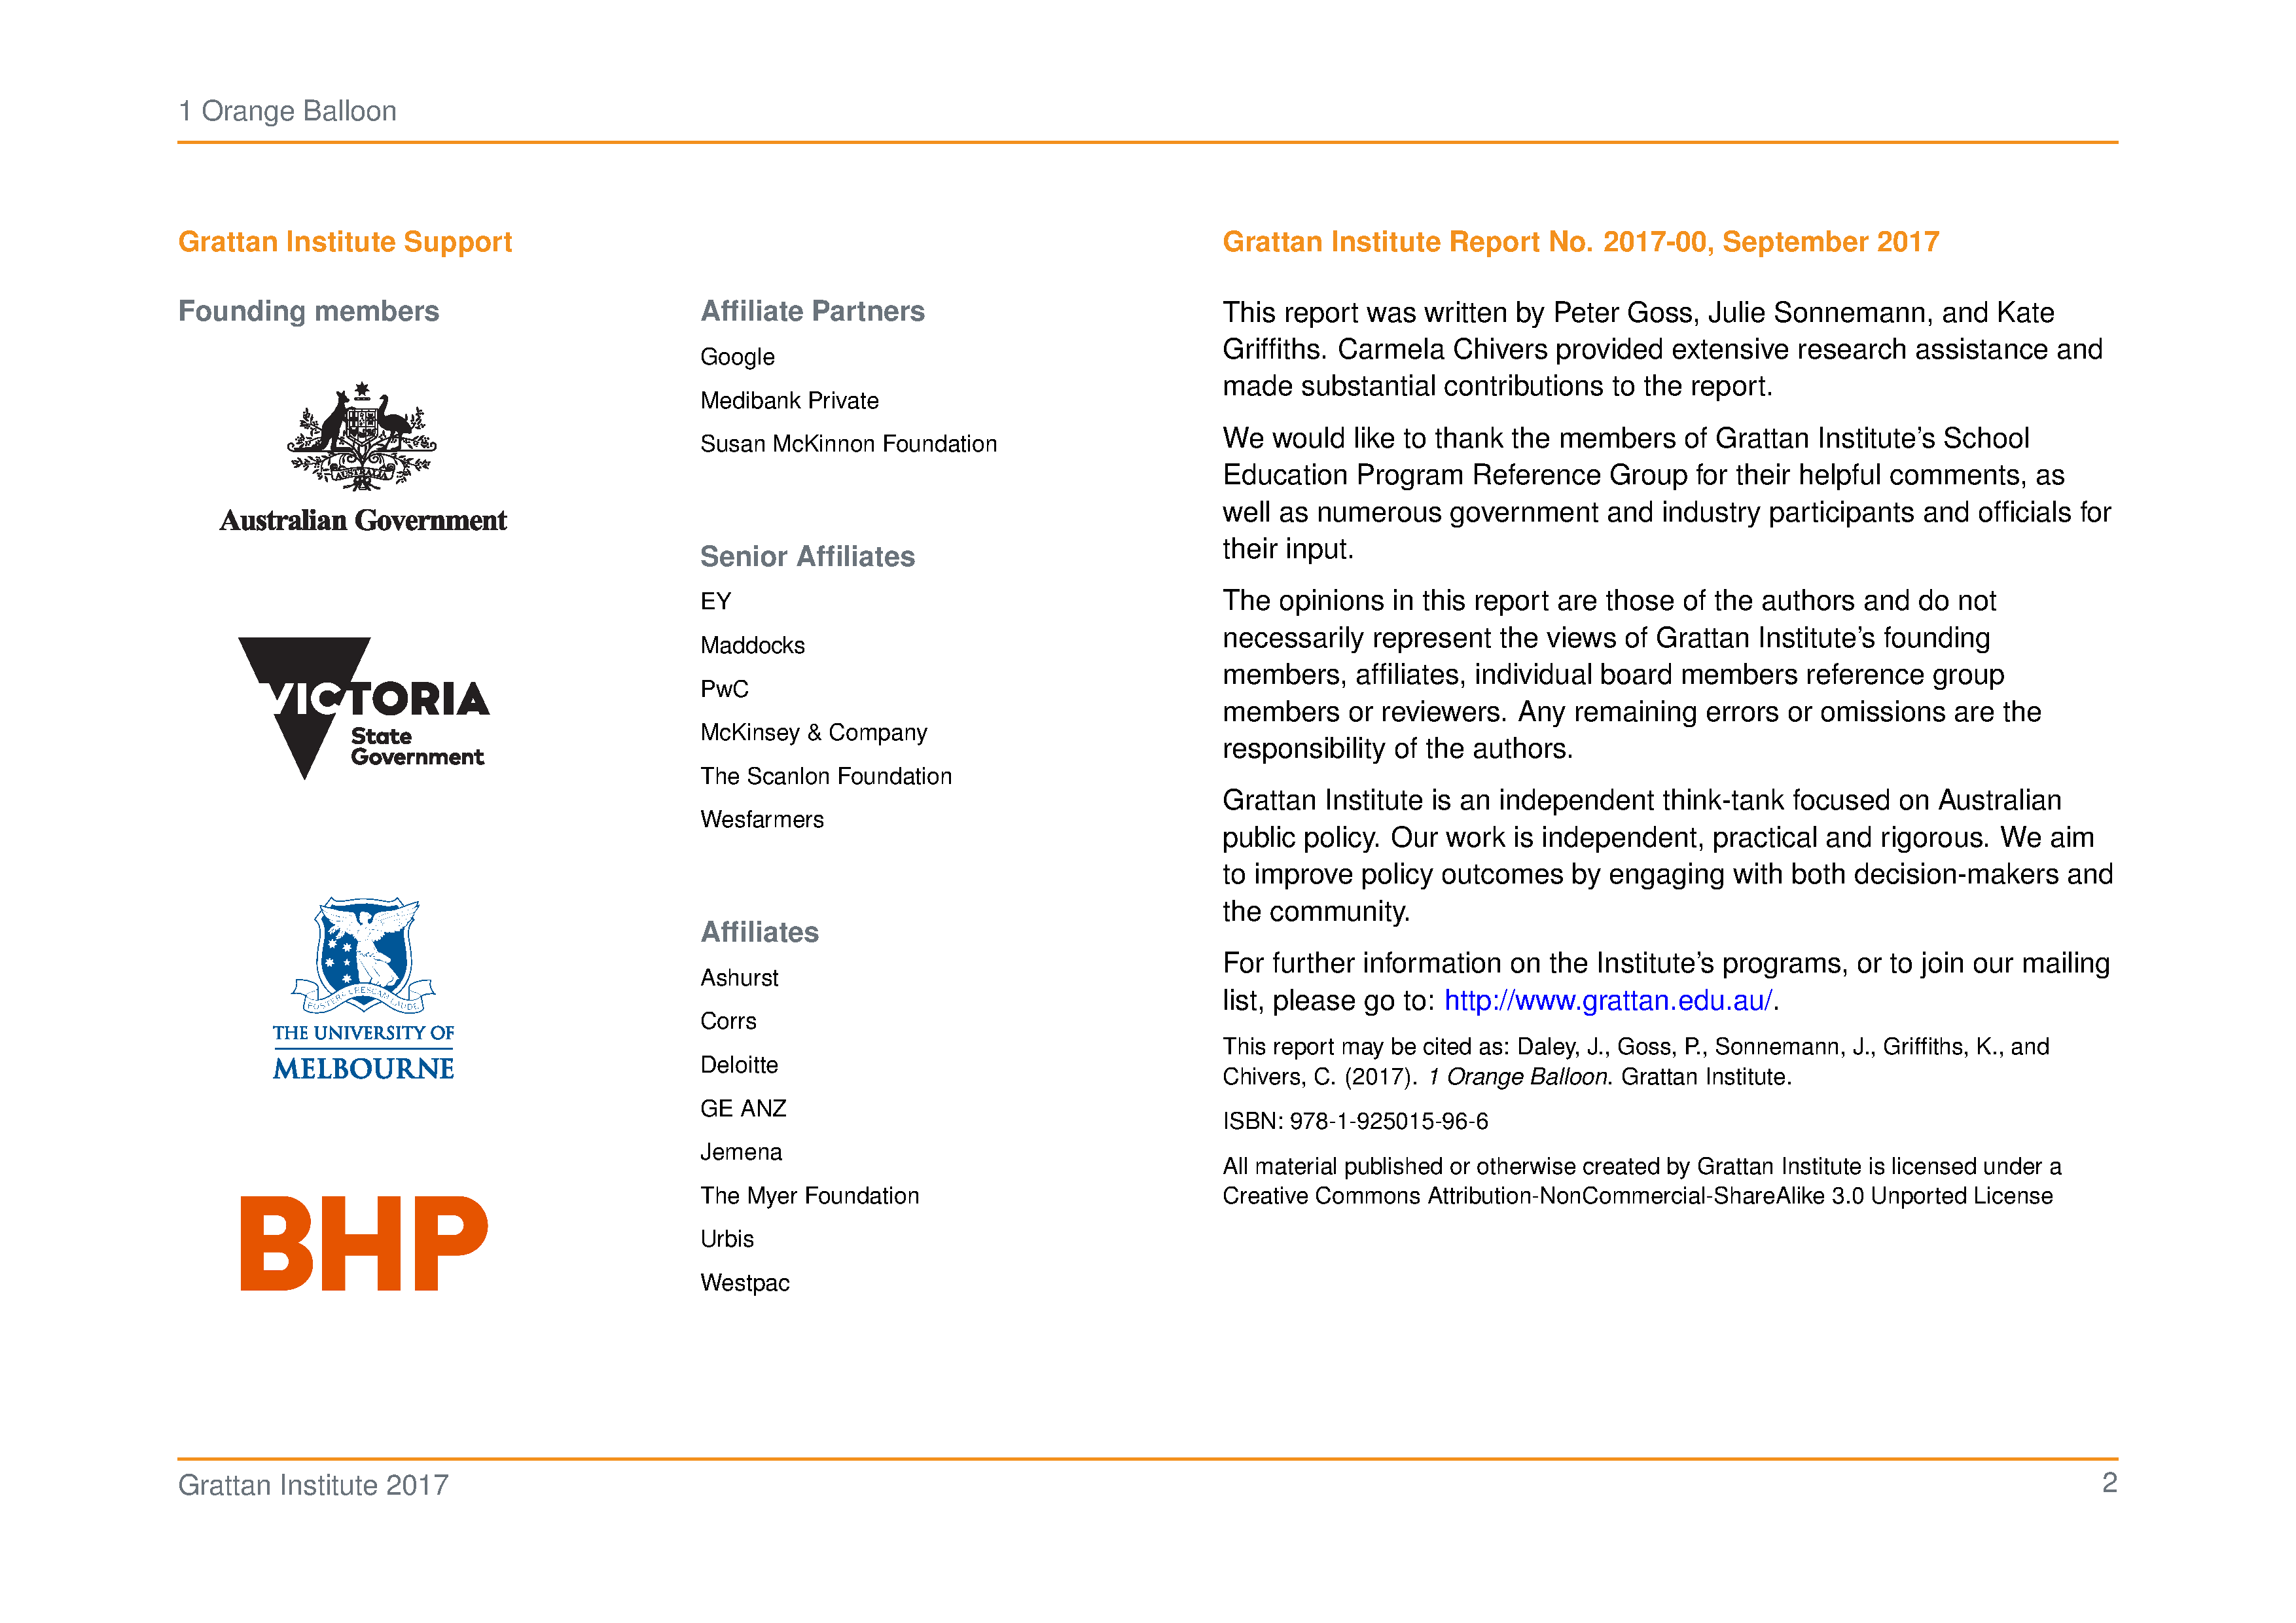 1 Orange Balloon
Grattan Institute Support
Founding members
AUSTRALIA
Australian Government
VICTORIA
State
Government
POSTERA CRESCAM LAUDE
THE UNIVERSITY OF
MELBOURNE
BHP
Affiliate Partners
Google
Medibank Private
Susan McKinnon Foundation
Senior Affiliates
EY
Maddocks
PwC
McKinsey & Company
The Scanlon Foundation
Wesfarmers
Affiliates
Ashurst
Corrs
Deloitte
GE ANZ
Jemena
The Myer Foundation
Urbis
Westpac
Grattan Institute Report No. 2017-00, September 2017
This report was written by Peter Goss, Julie Sonnemann, and Kate
Griffiths. Carmela Chivers provided extensive research assistance and
made substantial contributions to the report.
We would like to thank the members of Grattan Institute’s School
Education Program Reference Group for their helpful comments, as
well as numerous government and industry participants and officials for
their input.
The opinions in this report are those of the authors and do not
necessarily represent the views of Grattan Institute’s founding
members, affiliates, individual board members reference group
members or reviewers. Any remaining errors or omissions are the
responsibility of the authors.
Grattan Institute is an independent think-tank focused on Australian
public policy. Our work is independent, practical and rigorous. We aim
to improve policy outcomes by engaging with both decision-makers and
the community.
For further information on the Institute’s programs, or to join our mailing
list, please go to: http://www.grattan.edu.au/.
This report may be cited as: Daley, J., Goss, P., Sonnemann, J., Griffiths, K., and
Chivers, C. (2017). 1 Orange Balloon. Grattan Institute.
ISBN: 978-1-925015-96-6
All material published or otherwise created by Grattan Institute is licensed under a
Creative Commons Attribution-NonCommercial-ShareAlike 3.0 Unported License
Grattan Institute 2017
2